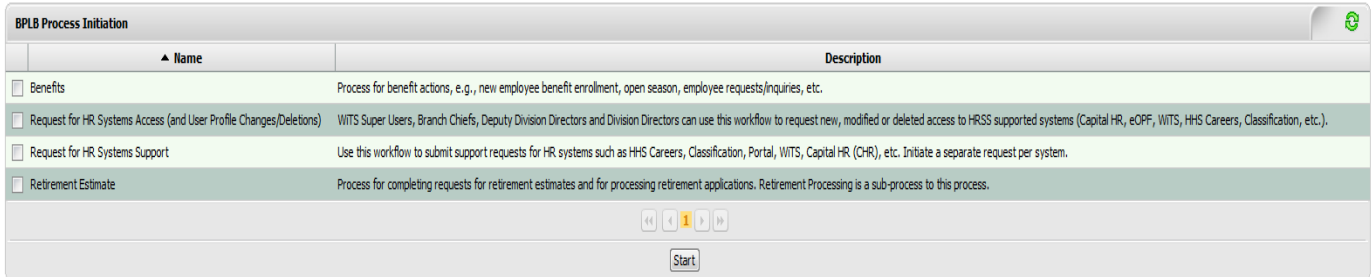 BPLB Process Initiation
▲ Name Description
Benefits Process for benefit actions, e.g., new employee benefit enrollment, open season, employee requests/inquiries, etc.
Request for HR Systems Access (and User Profile Changes/Deletions) WiTS Super Users, Branch Chiefs, Deputy Division Directors and Division Directors can use this workflow to request new, modified or deleted access to HRSS supported systems (Capital HR, eOPF, WiTS, HHS Careers, Classification, etc.).
Request for HR Systems Support Use this workflow to submit support requests for HR systems such as HHS Careers, Classification, Portal, WiTS, Capital HR (CHR), etc. Initiate a separate request per system.
Retirement Estimate Process for completing requests for retirement estimates and for processing retirement applications. Retirement Processing is a sub-process to this process.
1
Start